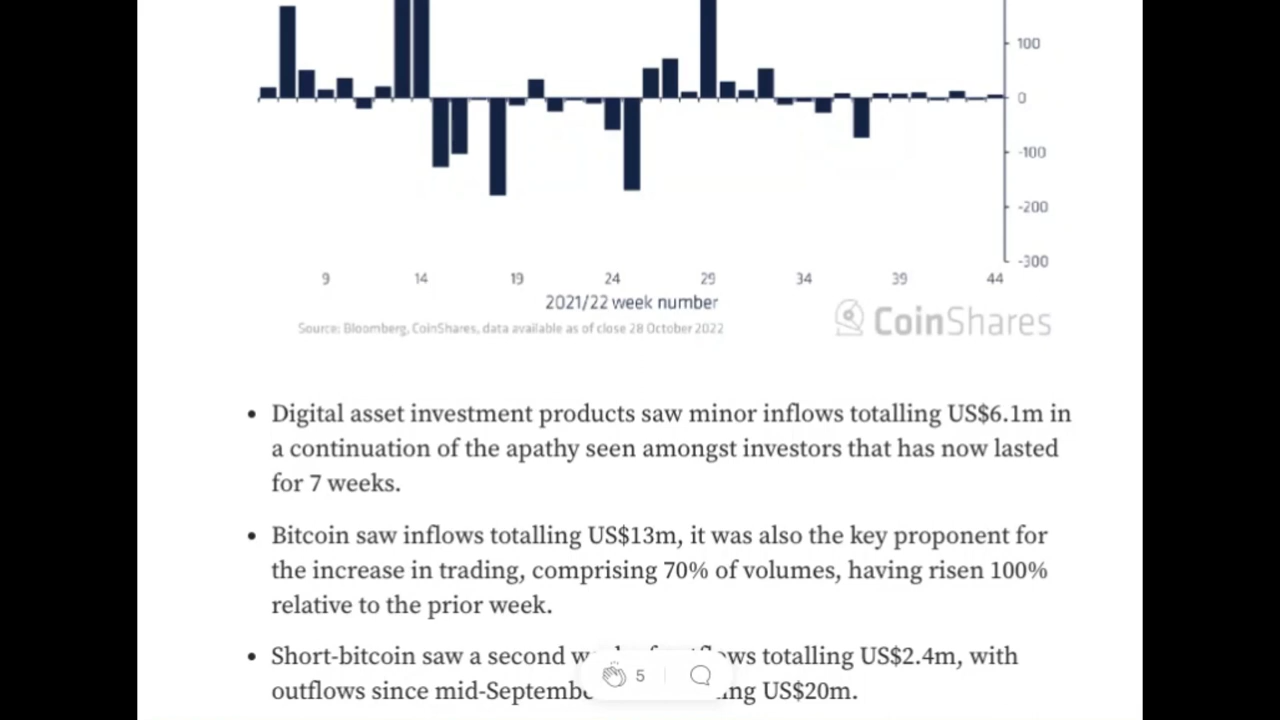 100
0
-100
-200
-300
9 14 19 24 29 34 39 44
2021/22 week number
Source: Bloomberg, CoinShares, data available as of close 28 October 2022
CoinShares
• Digital asset investment products saw minor inflows totalling US$6.1m in
a continuation of the apathy seen amongst investors that has now lasted
for 7 weeks.
• Bitcoin saw inflows totalling US$13m, it was also the key proponent for
the increase in trading, comprising 70% of volumes, having risen 100%
relative to the prior week.
• Short-bitcoin saw a second totalling US$2.4m, with
outflows since US$20m.
5